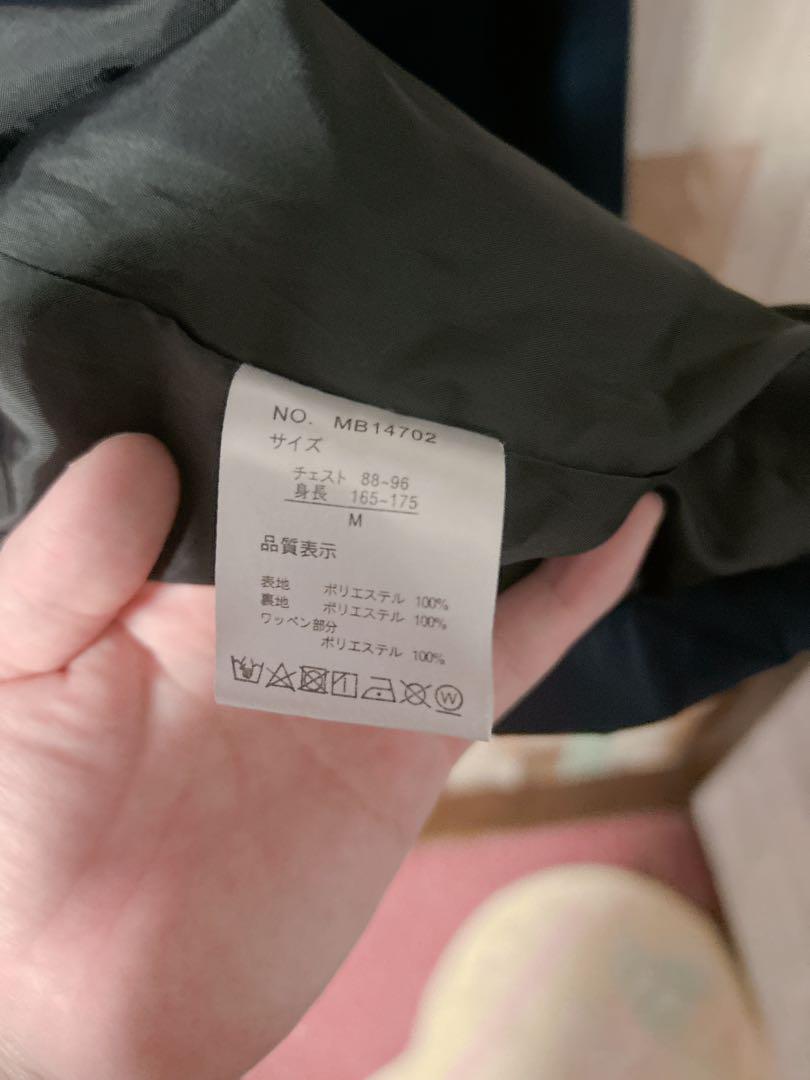 NO. MB14702
サイズ
チェスト 88~96
身長 165~175
M
品質表示
表地 ポリエステル 100%
裏地 ポリエステル 100%
ワッペン部分
ポリエステル 100%
W